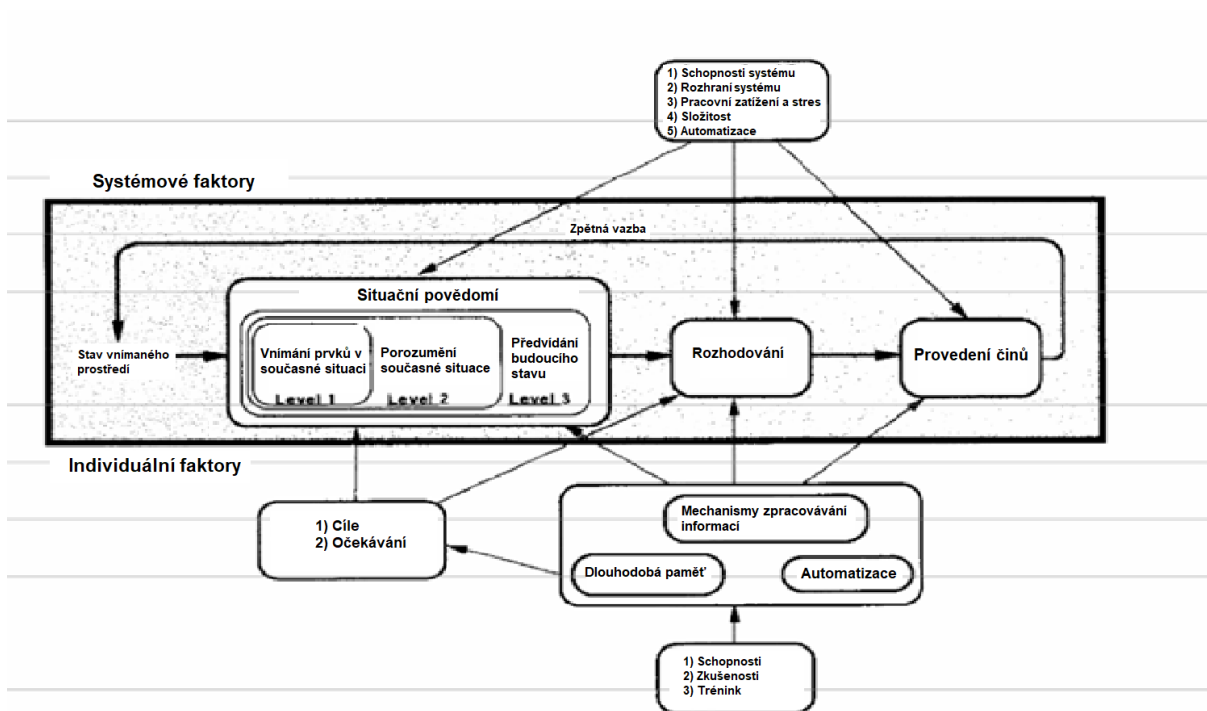 1) Schopnosti systému
2) Rozhraní systému
3) Pracovní zatížení a stres
4) Složitost
5) Automatizace
Systémové faktory
Zpětná vazba
Situační povědomí
Stav vnímaného
prostředí
Vnímání prvků v
současné situaci
Level 1
Porozumění
současné situace
Level 2
Předvídání
budoucího
stavu
Level 3
Rozhodování
Provedení činů
Individuální faktory
1) Cíle
2) Očekávání
Mechanismy zpracovávání
informací
Dlouhodobá paměť
Automatizace
1) Schopnosti
2) Zkušenosti
3) Trénink